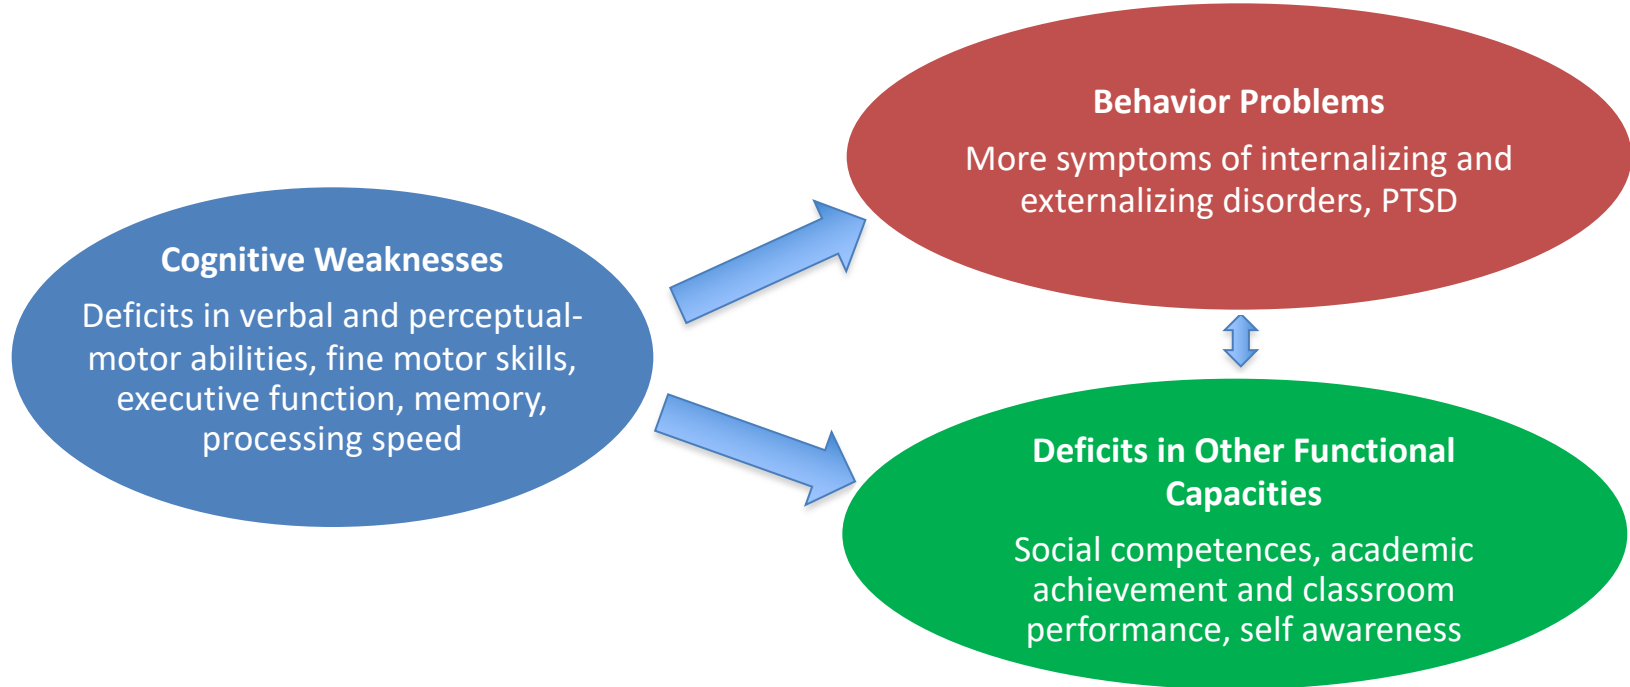 Cognitive Weaknesses
Deficits in verbal and perceptual-
motor abilities, fine motor skills,
executive function, memory,
processing speed
Behavior Problems
More symptoms of internalizing and
externalizing disorders, PTSD
Deficits in Other Functional
Capacities
Social competences, academic
achievement and classroom
performance, self awareness